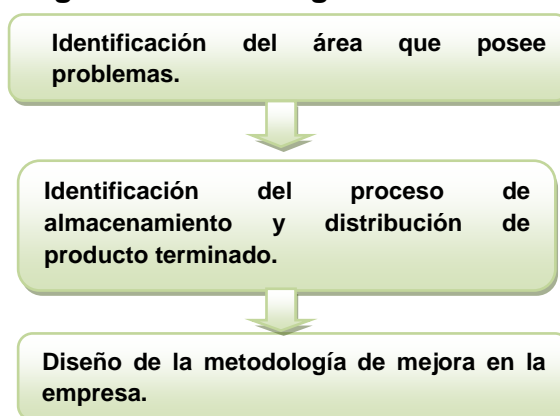 Identificación del área que posee
problemas.
Identificación del proceso de
almacenamiento y distribución de
producto terminado.
Diseño de la metodología de mejora en la
empresa.